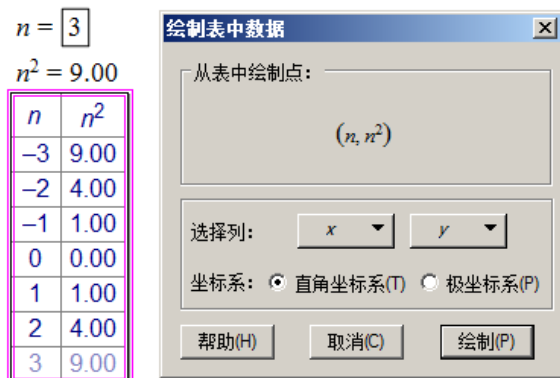 n = 3
n² = 9.00
n n²
–3 9.00
–2 4.00
–1 1.00
0 0.00
1 1.00
2 4.00
3 9.00
绘制表中数据
从表中绘制点：
(n, n²)
选择列： x y
坐标系： 直角坐标系(T) 极坐标系(P)
帮助(H) 取消(C) 绘制(P)